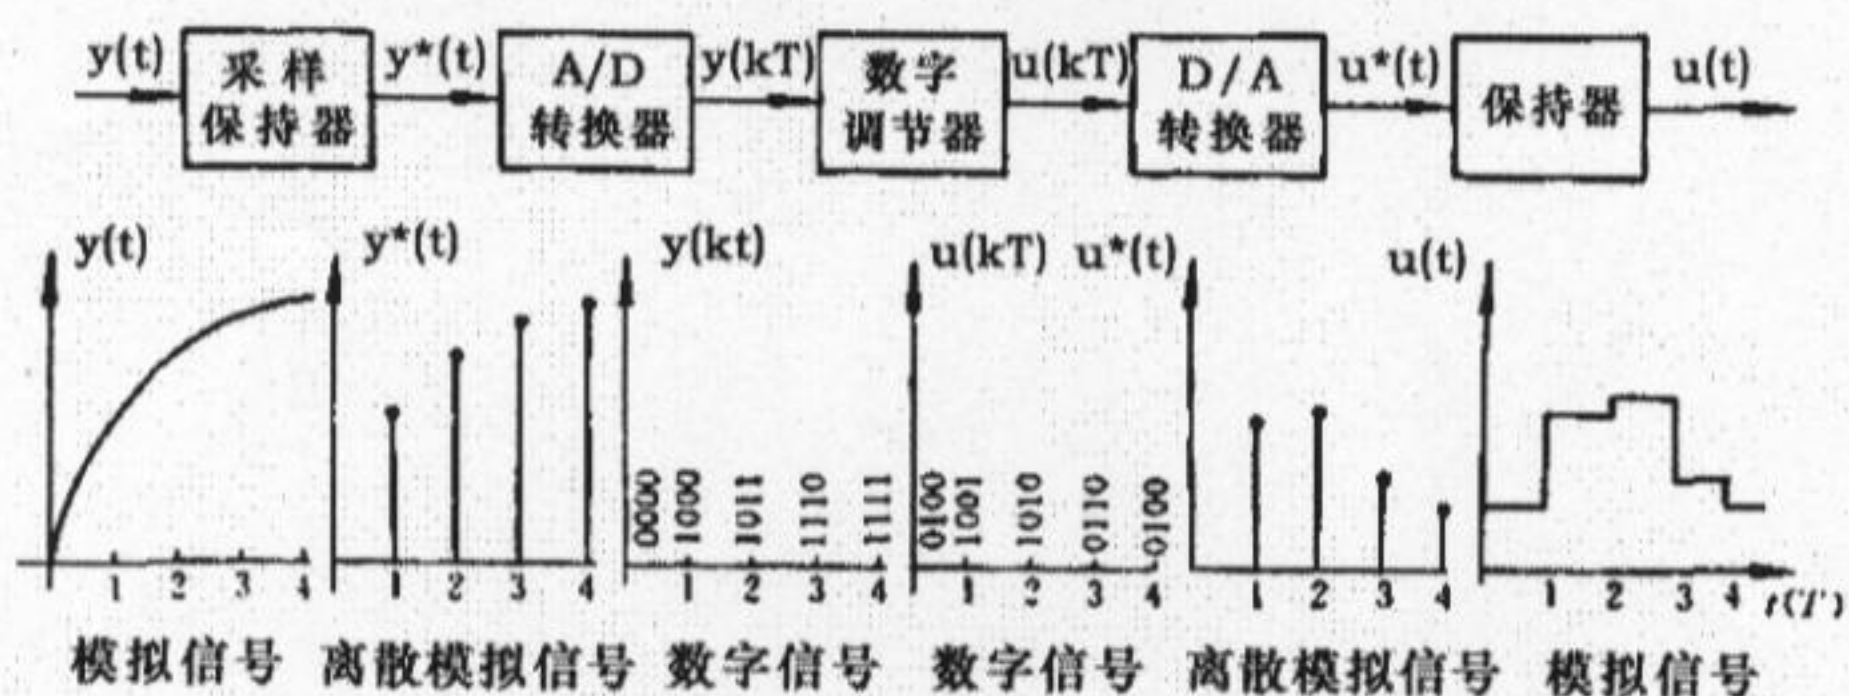 y(t) 采样 y*(t) A/D y(kT) 数字 u(kT) D/A u*(t) 保持器 u(t)
保持器 转换器 调节器 转换器
y(t) y*(t) y(kt) u(kT) u*(t) u(t)
0000 1000 1011 1110 1111 0100 1001 1010 0110 0100
1 2 3 4 1 2 3 4 1 2 3 4 1 2 3 4 1 2 3 4 1 2 3 4 t(T)
模拟信号 离散模拟信号 数字信号 数字信号 离散模拟信号 模拟信号